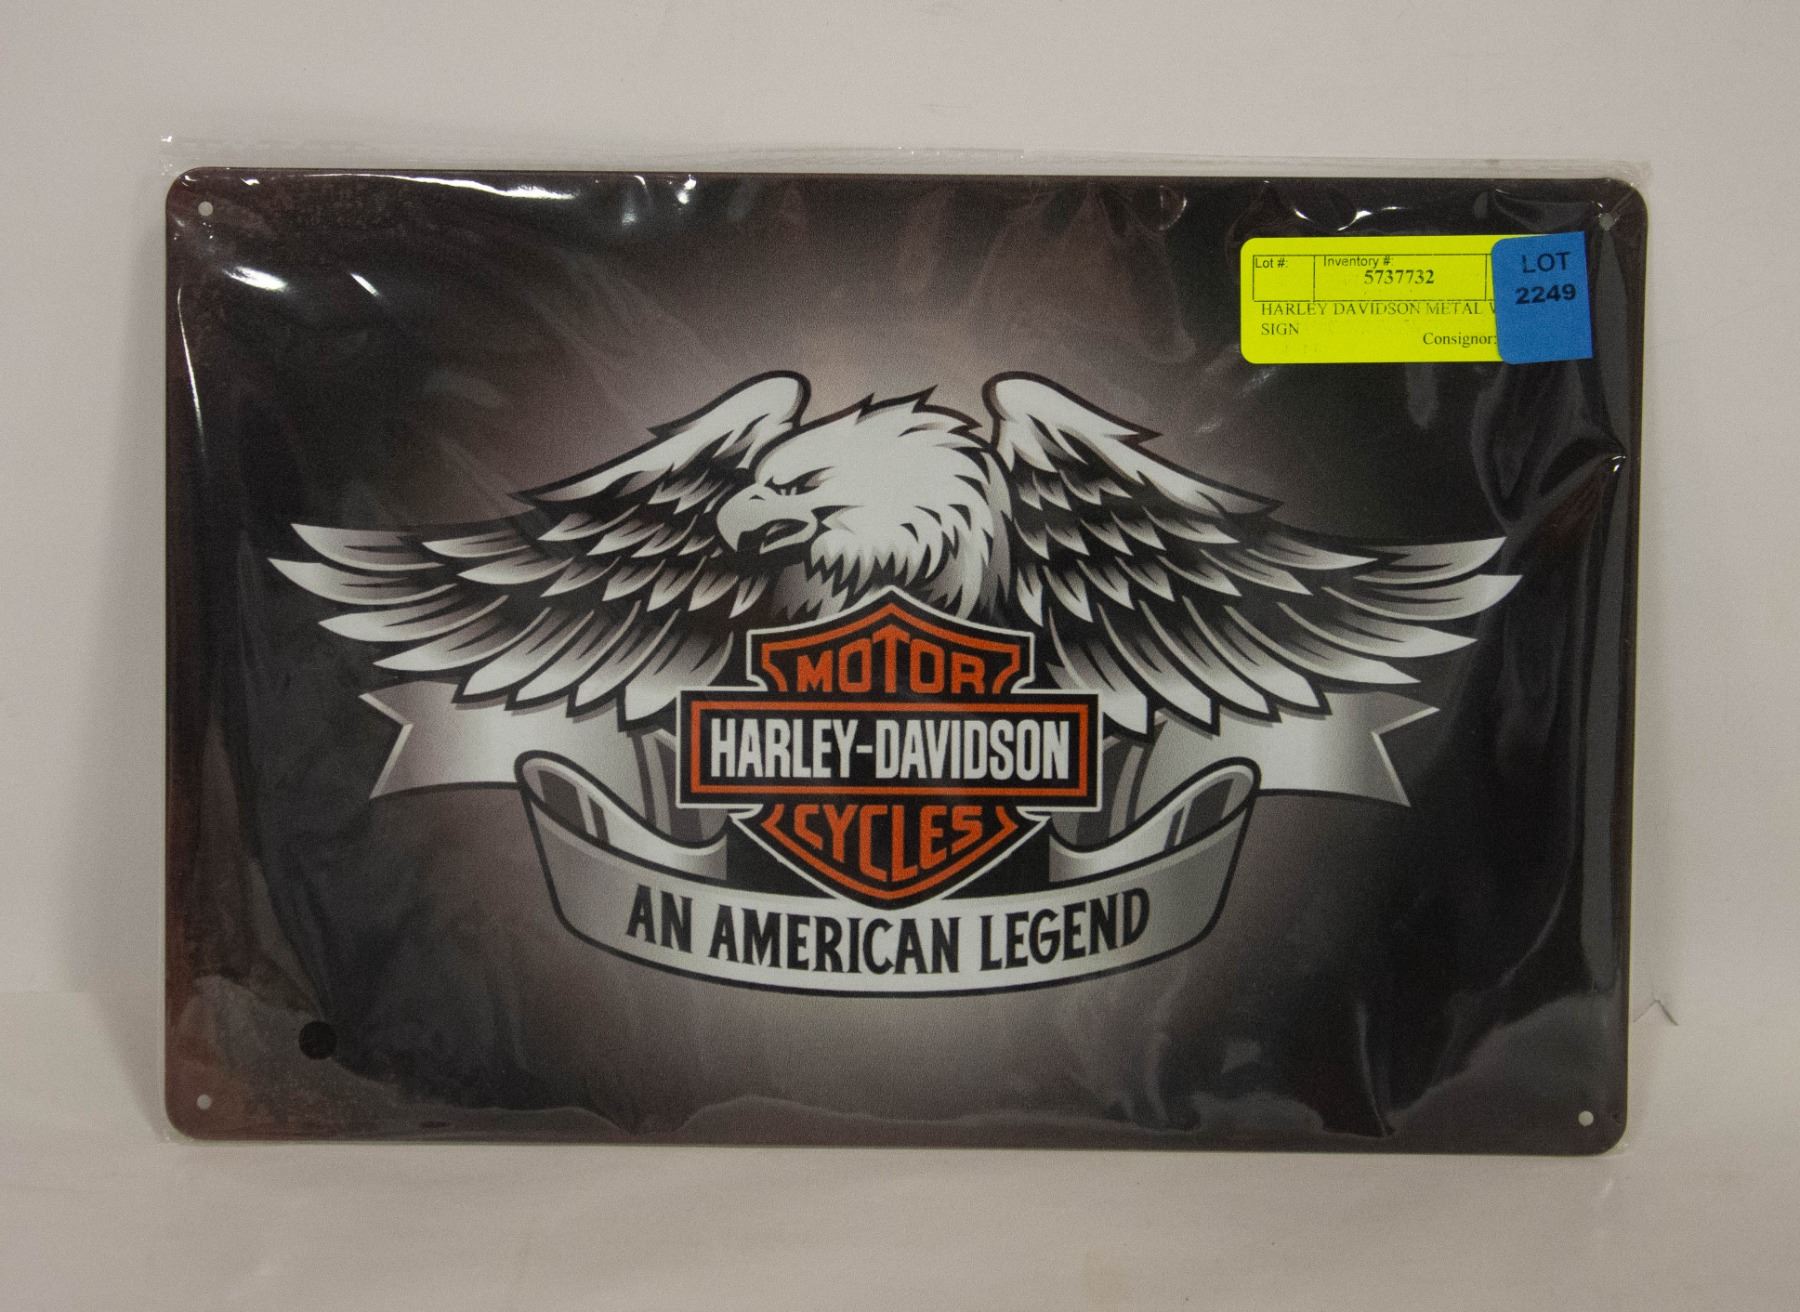 Lot #: Inventory #:
5737732
HARLEY DAVIDSON METAL
SIGN
Consignor:
LOT
2249
MOTOR
HARLEY-DAVIDSON
CYCLES
AN AMERICAN LEGEND